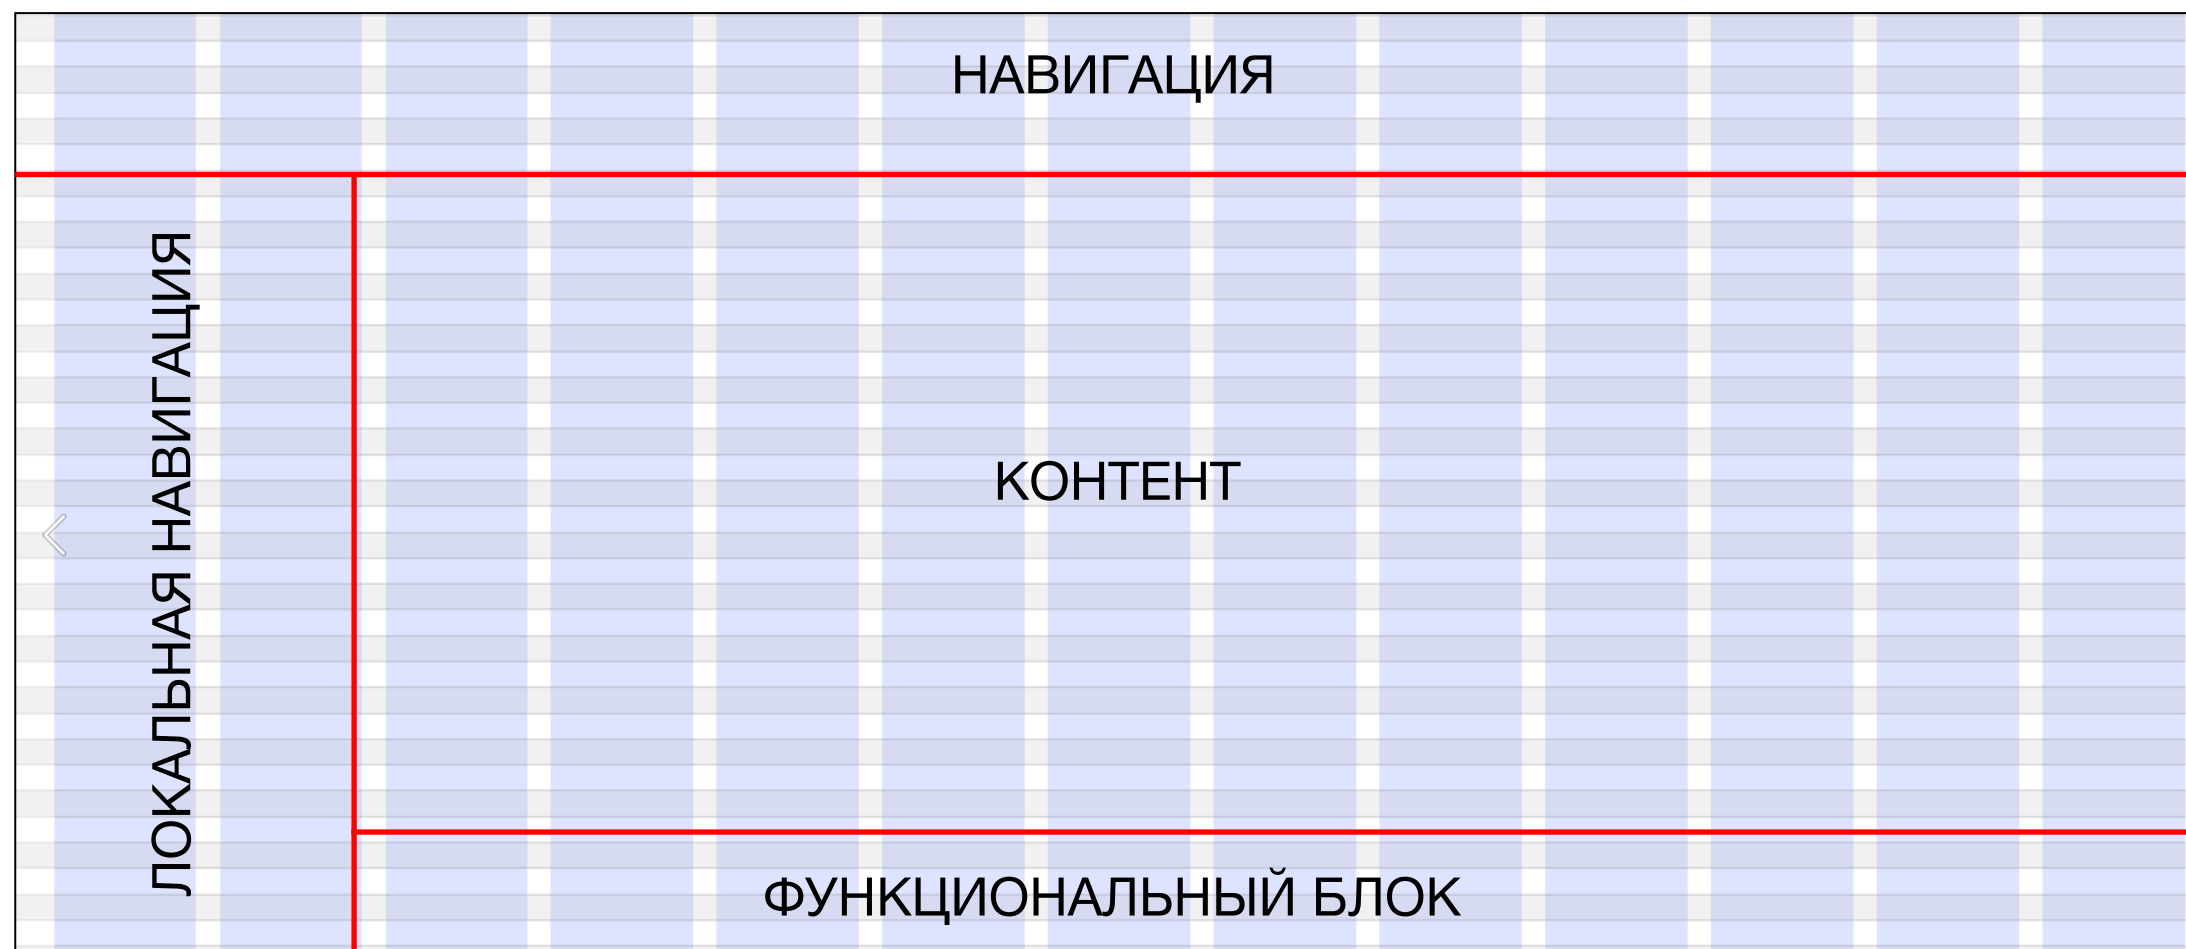 НАВИГАЦИЯ
ЛОКАЛЬНАЯ НАВИГАЦИЯ
КОНТЕНТ
ФУНКЦИОНАЛЬНЫЙ БЛОК